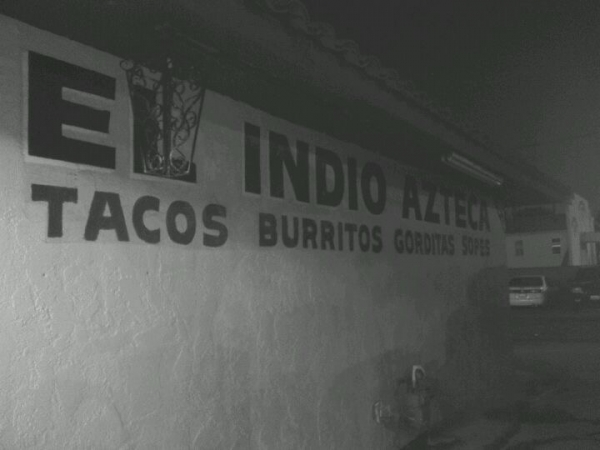 EL INDIO AZTECA
TACOS BURRITOS GORDITAS SOPES